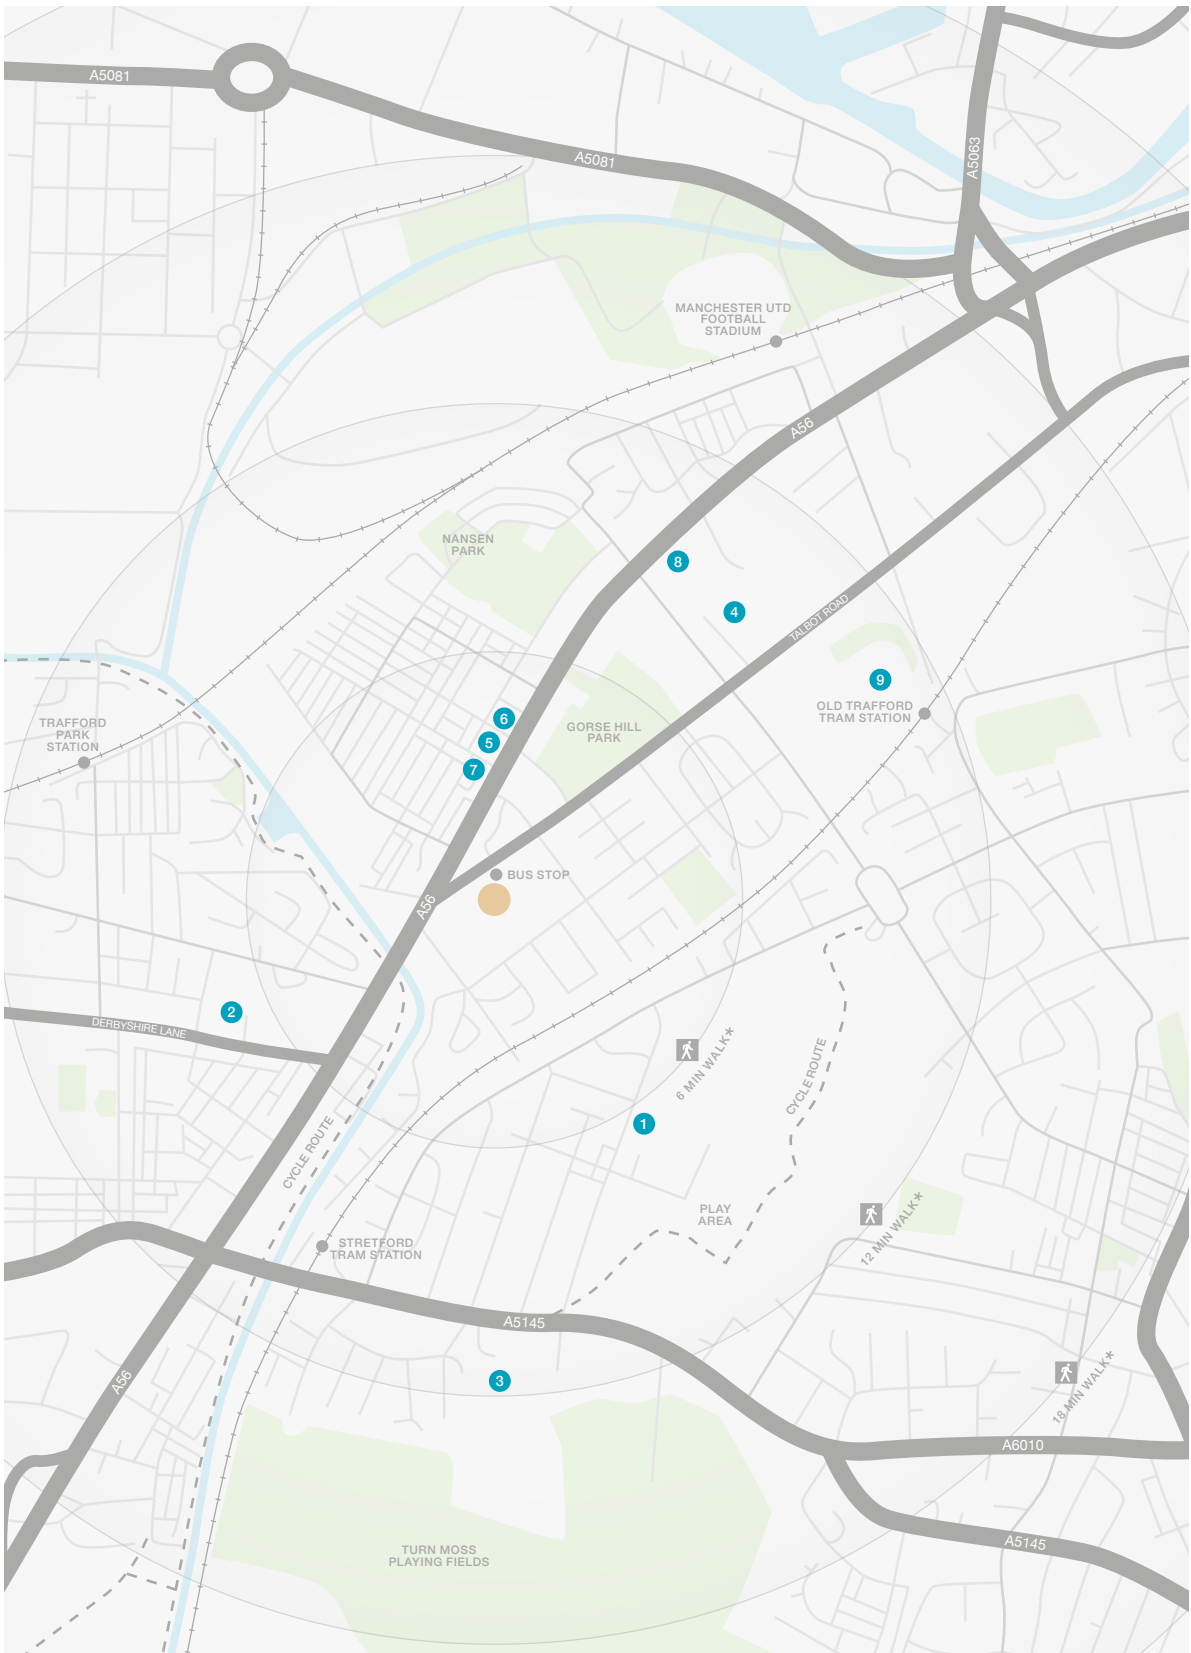 A5081
A5081
A5063
MANCHESTER UTD
FOOTBALL
STADIUM
A56
NANSEN
PARK
8
4
TALBOT ROAD
9
OLD TRAFFORD
TRAM STATION
6
5
7
GORSE HILL
PARK
TRAFFORD
PARK
STATION
BUS STOP
A56
2
DERBYSHIRE LANE
6 MIN WALK*
CYCLE ROUTE
1
CYCLE ROUTE
PLAY
AREA
12 MIN WALK*
STRETFORD
TRAM STATION
A5145
3
A56
18 MIN WALK*
A6010
A5145
TURN MOSS
PLAYING FIELDS